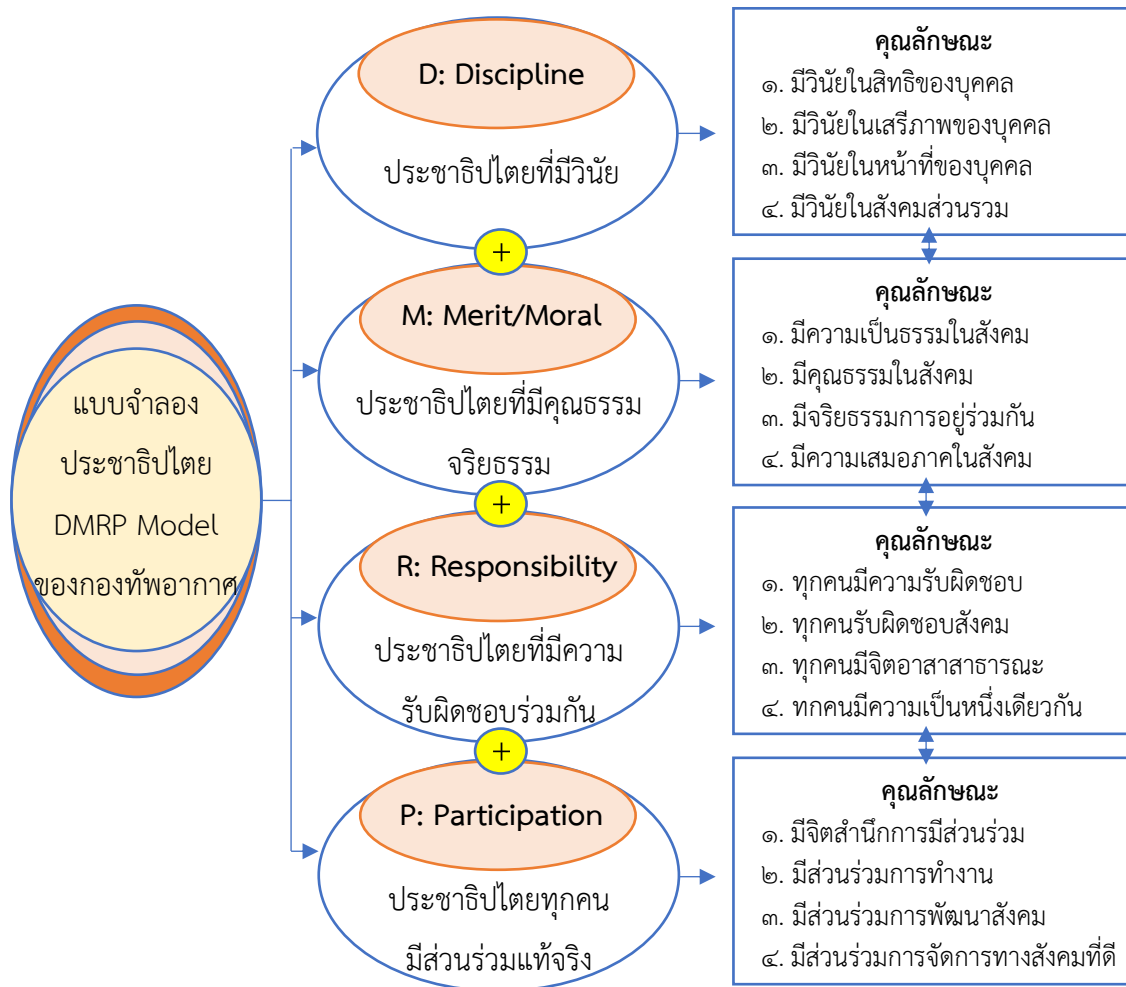 แบบจำลอง
ประชาธิปไตย
DMRP Model
ของกองทัพอากาศ
D: Discipline
ประชาธิปไตยที่มีวินัย
+
M: Merit/Moral
ประชาธิปไตยที่มีคุณธรรม
จริยธรรม
+
R: Responsibility
ประชาธิปไตยที่มีความ
รับผิดชอบร่วมกัน
+
P: Participation
ประชาธิปไตยทุกคน
มีส่วนร่วมแท้จริง
คุณลักษณะ
๑. มีวินัยในสิทธิของบุคคล
๒. มีวินัยในเสรีภาพของบุคคล
๓. มีวินัยในหน้าที่ของบุคคล
๔. มีวินัยในสังคมส่วนรวม
คุณลักษณะ
๑. มีความเป็นธรรมในสังคม
๒. มีคุณธรรมในสังคม
๓. มีจริยธรรมการอยู่ร่วมกัน
๔. มีความเสมอภาคในสังคม
คุณลักษณะ
๑. ทุกคนมีความรับผิดชอบ
๒. ทุกคนรับผิดชอบสังคม
๓. ทุกคนมีจิตอาสาสาธารณะ
๔. ทกคนมีความเป็นหนึ่งเดียวกัน
คุณลักษณะ
๑. มีจิตสำนึกการมีส่วนร่วม
๒. มีส่วนร่วมการทำงาน
๓. มีส่วนร่วมการพัฒนาสังคม
๔. มีส่วนร่วมการจัดการทางสังคมที่ดี